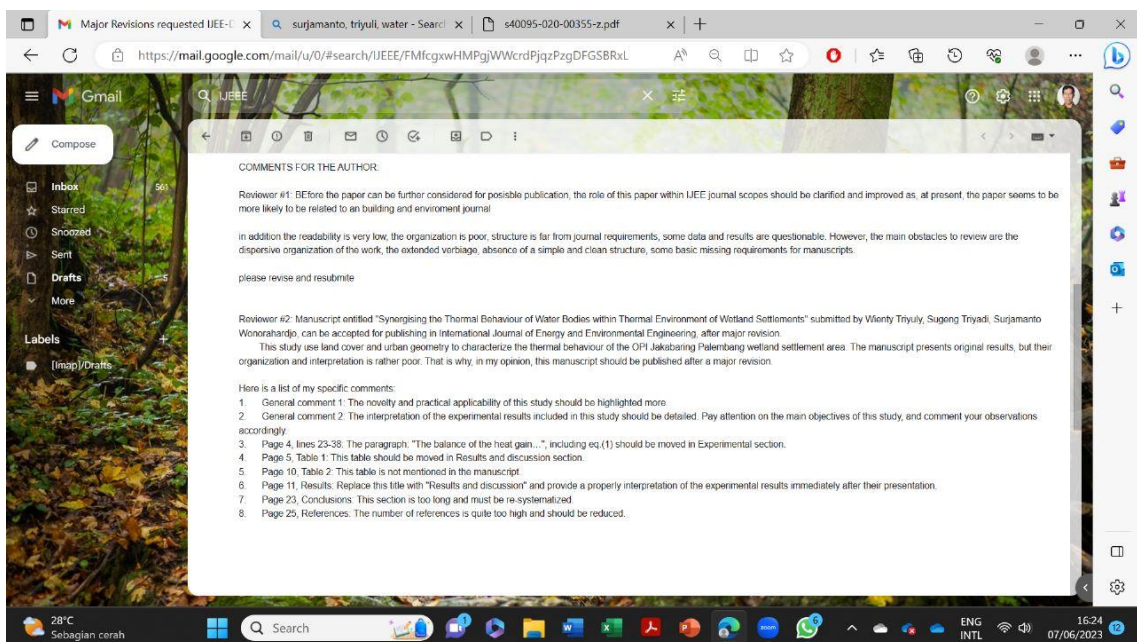 Major Revisions requested IJEE-D
surjamanto, triyuli, water - Search
s40095-020-00355-z.pdf
https://mail.google.com/mail/u/0/#search/IJEEE/FMfcgxwHMPgjWWcrdPjqzPzgDFGSBRxL
Gmail
IJEEE
Compose
Inbox 561
Starred
Snoozed
Sent
Drafts 5
More
Labels
[Imap]/Drafts
COMMENTS FOR THE AUTHOR:
Reviewer #1: BEfore the paper can be further considered for posisble publication, the role of this paper within IJEE journal scopes should be clarified and improved as, at present, the paper seems to be
more likely to be related to an building and enviroment journal
in addition the readability is very low, the organization is poor, structure is far from journal requirements, some data and results are questionable. However, the main obstacles to review are the
dispersive organization of the work, the extended verbiage, absence of a simple and clean structure, some basic missing requirements for manuscripts.
please revise and resubmite
Reviewer #2: Manuscript entitled "Synergising the Thermal Behaviour of Water Bodies within Thermal Environment of Wetland Settlements" submitted by Wienty Triyuly, Sugeng Triyadi, Surjamanto
Wonorahardjo, can be accepted for publishing in International Journal of Energy and Environmental Engineering, after major revision.
This study use land cover and urban geometry to characterize the thermal behaviour of the OPI Jakabaring Palembang wetland settlement area. The manuscript presents original results, but their
organization and interpretation is rather poor. That is why, in my opinion, this manuscript should be published after a major revision.
Here is a list of my specific comments:
1. General comment 1: The novelty and practical applicability of this study should be highlighted more.
2. General comment 2: The interpretation of the experimental results included in this study should be detailed. Pay attention on the main objectives of this study, and comment your observations
accordingly.
3. Page 4, lines 23-38: The paragraph: "The balance of the heat gain...", including eq.(1) should be moved in Experimental section.
4. Page 5, Table 1: This table should be moved in Results and discussion section.
5. Page 10, Table 2: This table is not mentioned in the manuscript.
6. Page 11, Results: Replace this title with "Results and discussion" and provide a properly interpretation of the experimental results immediately after their presentation.
7. Page 23, Conclusions: This section is too long and must be re-systematized.
8. Page 25, References: The number of references is quite too high and should be reduced.
28°C
Sebagian cerah
Search
ENG
INTL
16:24
07/06/2023
12